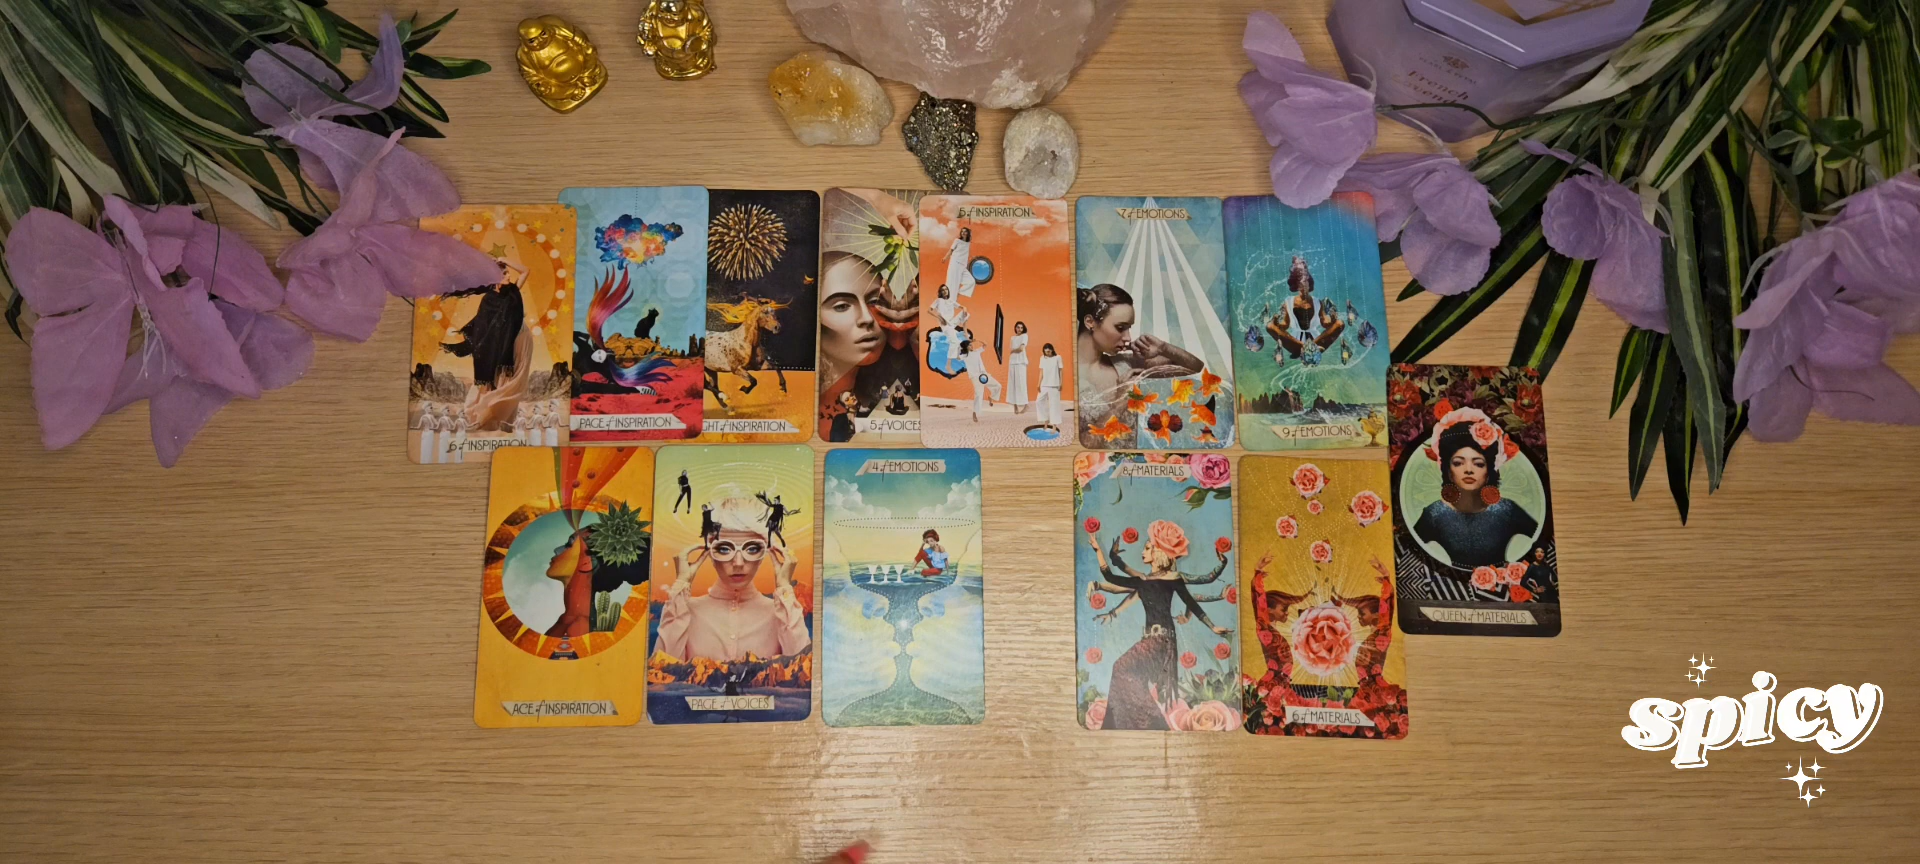 French
5 of INSPIRATION
7 of EMOTIONS
PAGE of INSPIRATION
GHT of INSPIRATION
5 of VOICES
9 of EMOTIONS
6 of INSPIRATION
4 of EMOTIONS
8 of MATERIALS
QUEEN of MATERIALS
ACE of INSPIRATION
PAGE of VOICES
6 of MATERIALS
spicy